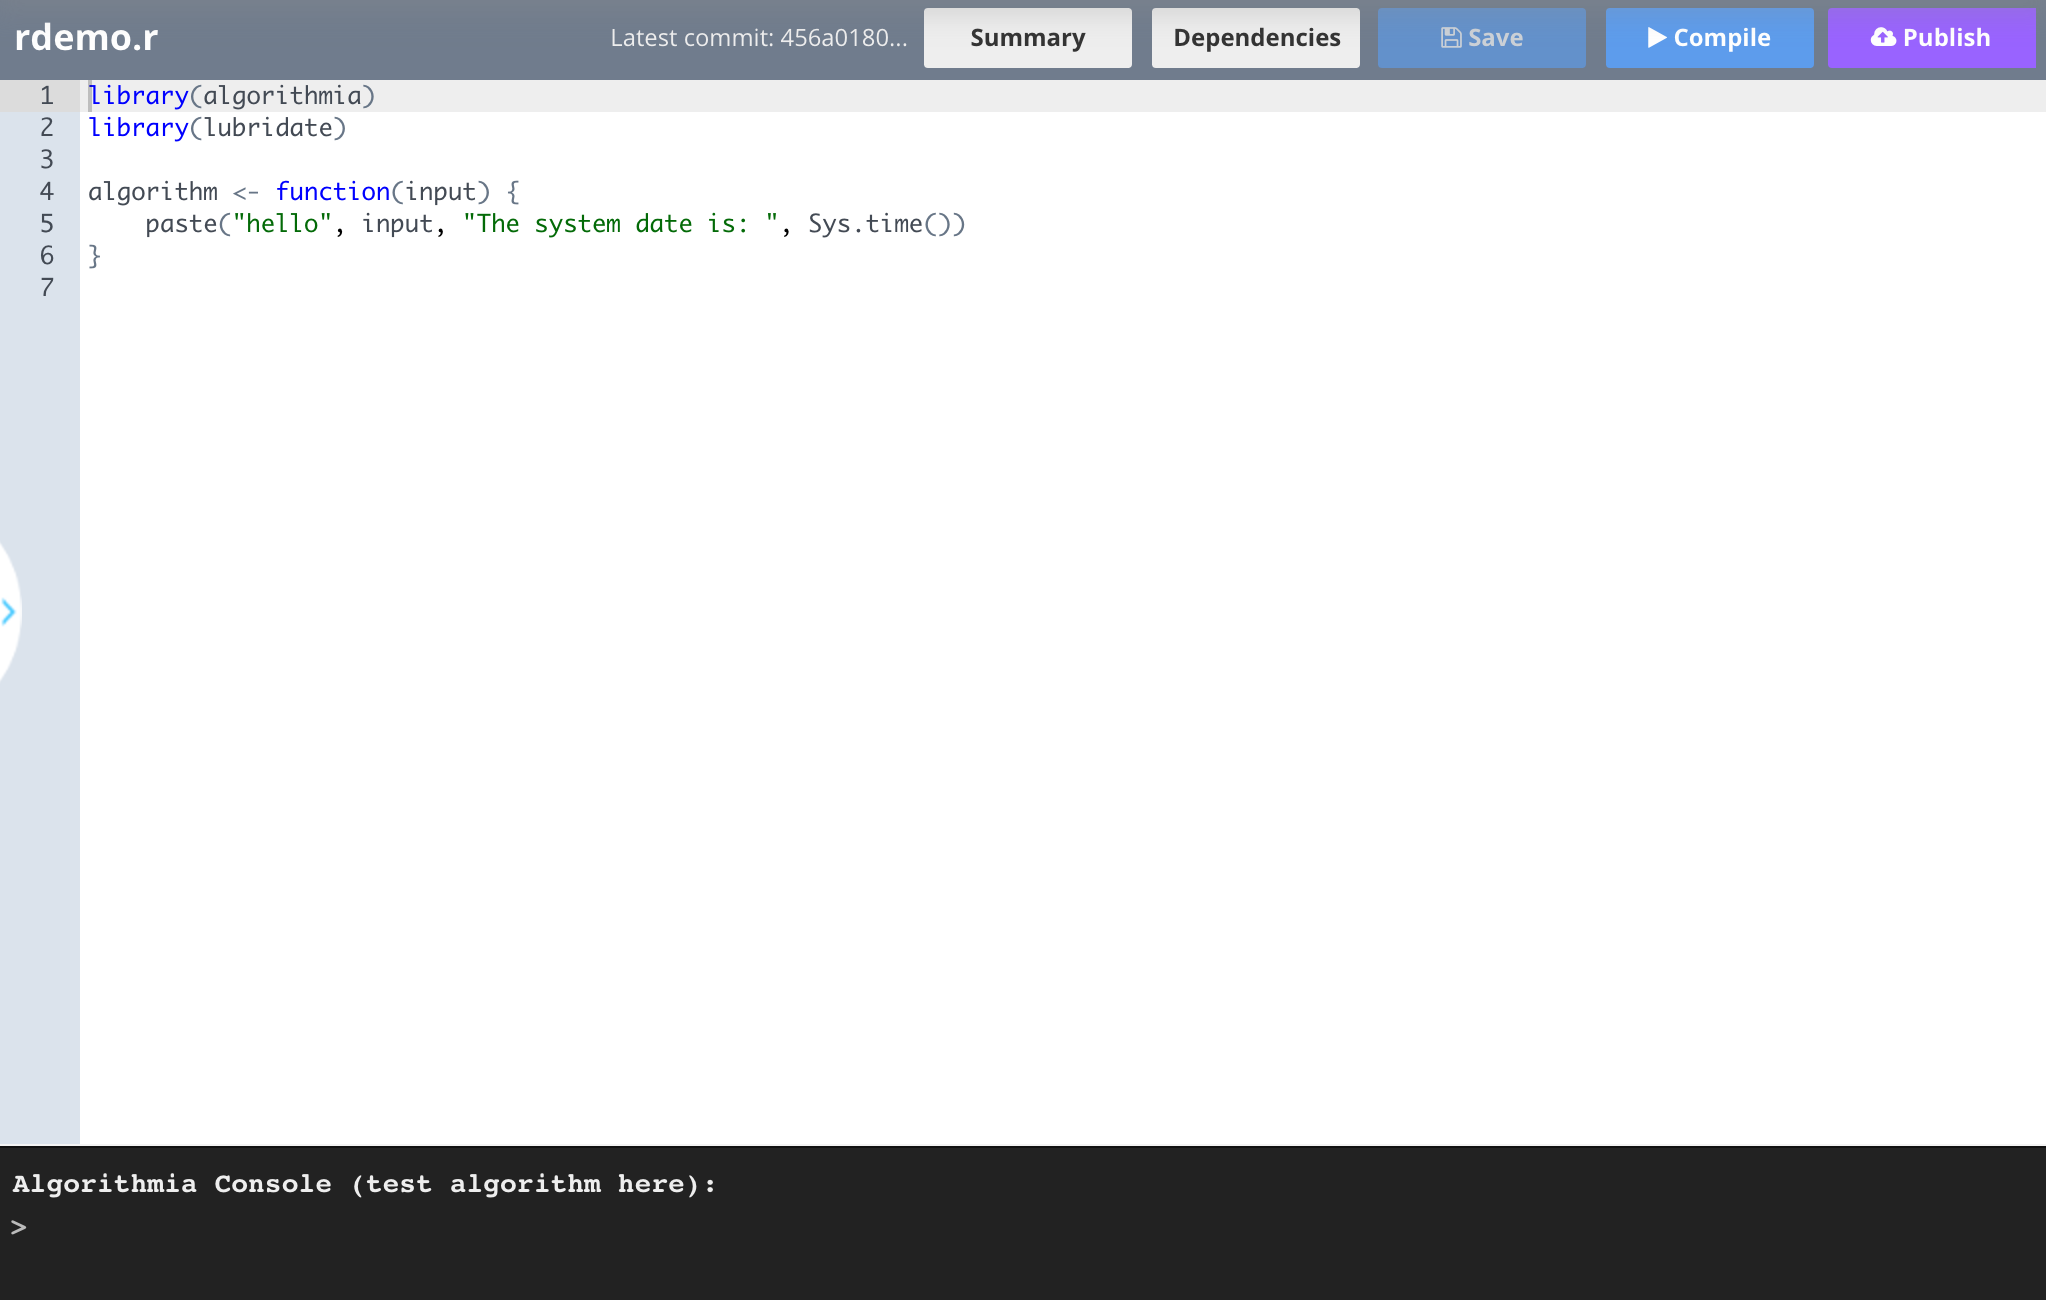 rdemo.r
Latest commit: 456a0180...
Summary
Dependencies
Save
Compile
Publish
1 library(algorithmia)
2 library(lubridate)
3
4 algorithm <- function(input) {
5     paste("hello", input, "The system date is: ", Sys.time())
6 }
7
Algorithmia Console (test algorithm here):
>